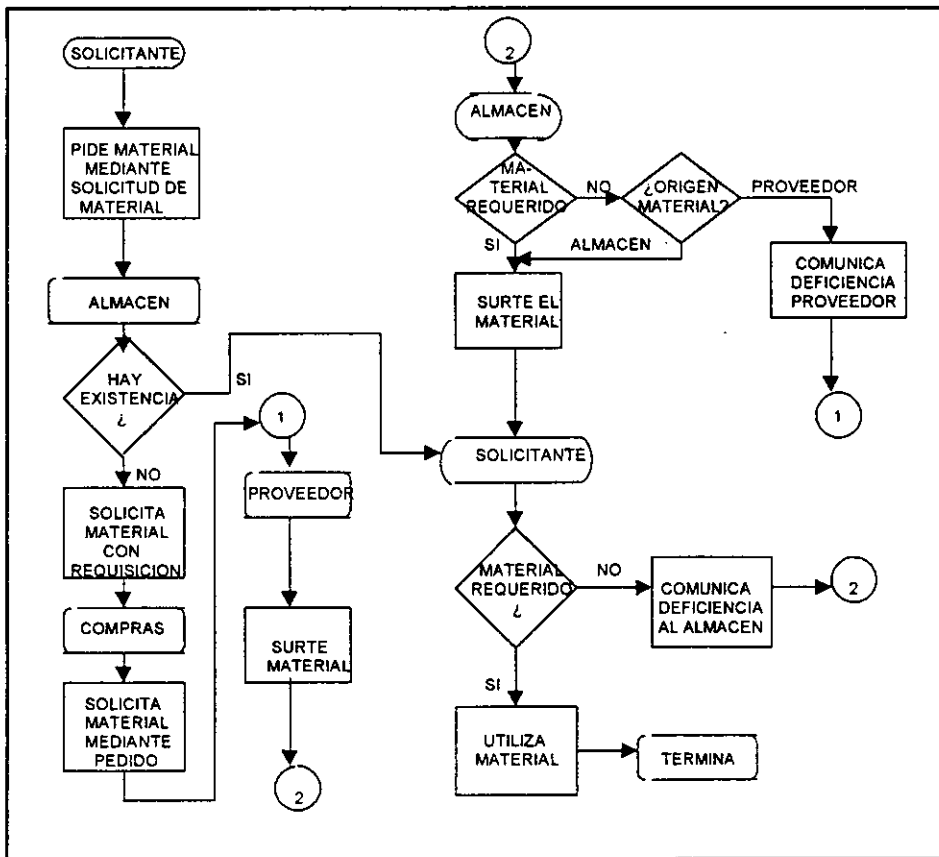 SOLICITANTE
PIDE MATERIAL
MEDIANTE
SOLICITUD DE
MATERIAL
ALMACEN
HAY
EXISTENCIA
¿
SI
NO
SOLICITA
MATERIAL
CON
REQUISICION
COMPRAS
SOLICITA
MATERIAL
MEDIANTE
PEDIDO
1
PROVEEDOR
SURTE
MATERIAL
2
2
ALMACEN
MA-
TERIAL
REQUERIDO
NO
¿ORIGEN
MATERIAL?
PROVEEDOR
SI
ALMACEN
COMUNICA
DEFICIENCIA
PROVEEDOR
1
SURTE EL
MATERIAL
SOLICITANTE
MATERIAL
REQUERIDO
¿
NO
COMUNICA
DEFICIENCIA
AL ALMACEN
2
SI
UTILIZA
MATERIAL
TERMINA